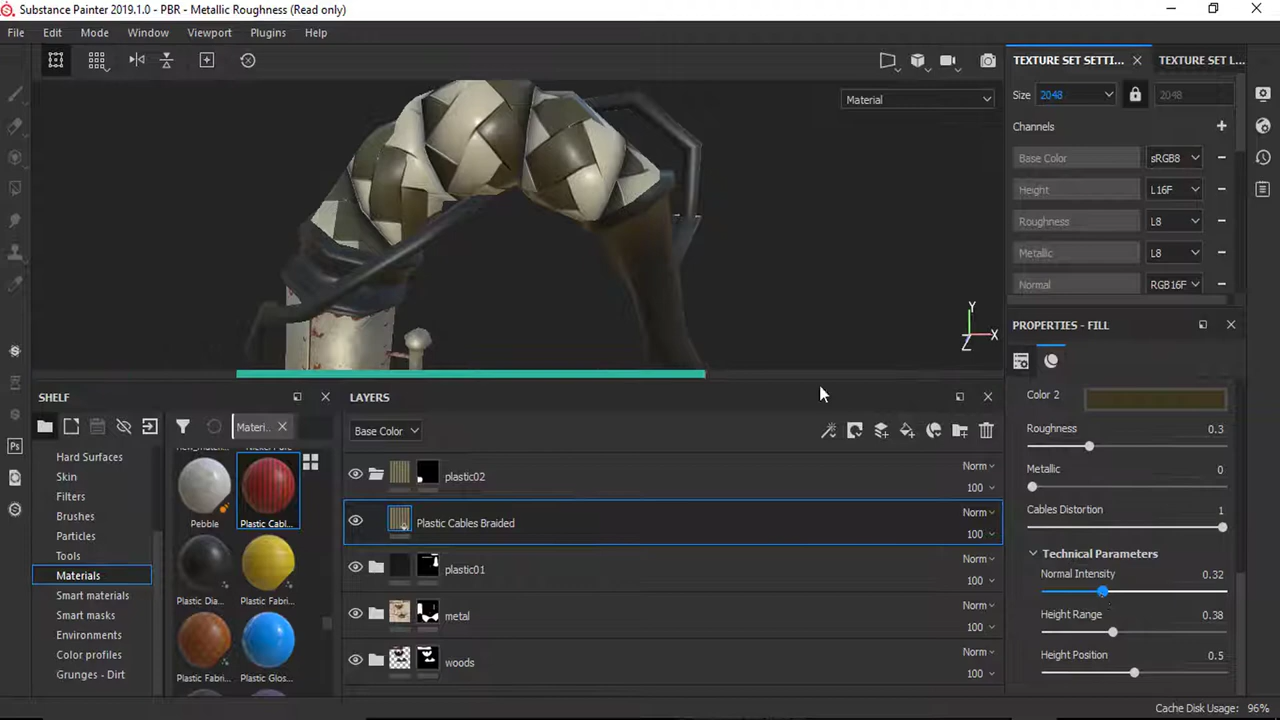 Substance Painter 2019.1.0 - PBR - Metallic Roughness (Read only)
File Edit Mode Window Viewport Plugins Help
Material
TEXTURE SET SETTI... TEXTURE SET L...
Size 2048 2048
Channels
Base Color sRGB8
Height L16F
Roughness L8
Metallic L8
Normal RGB16F
Y
X
Z
PROPERTIES - FILL
Color 2
Roughness 0.3
Metallic 0
Cables Distortion 1
Technical Parameters
Normal Intensity 0.32
Height Range 0.38
Height Position 0.5
SHELF
Materi...
Hard Surfaces
Skin
Filters
Brushes
Particles
Tools
Materials
Smart materials
Smart masks
Environments
Color profiles
Grunges - Dirt
Pebble Plastic Cabl...
Plastic Dia... Plastic Fabri...
Plastic Fabri... Plastic Glos...
LAYERS
Base Color
plastic02 Norm 100
Plastic Cables Braided Norm 100
plastic01 Norm 100
metal Norm 100
woods Norm 100
Ps
Cache Disk Usage: 96%